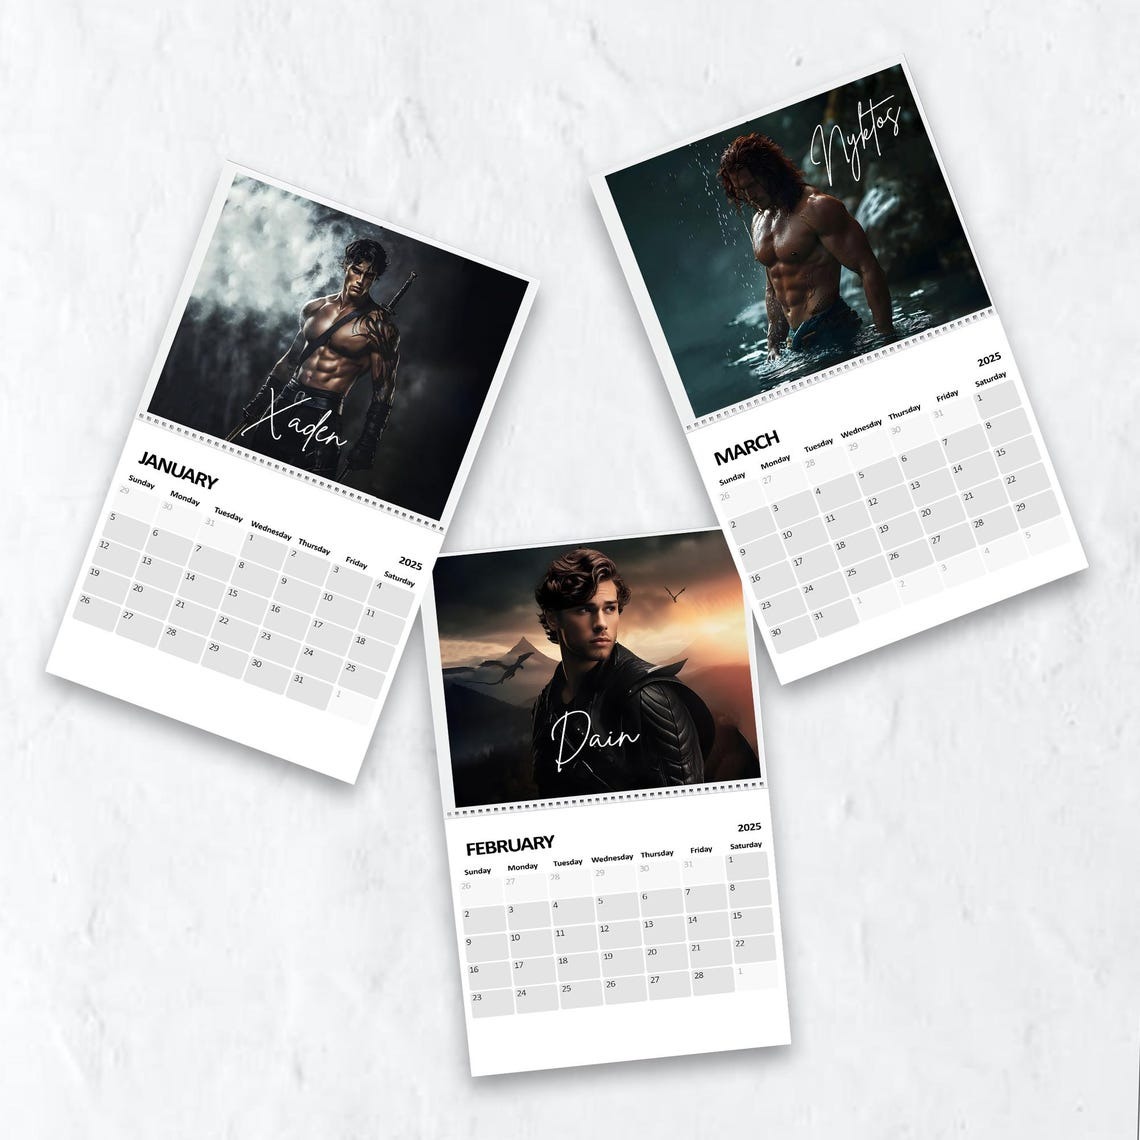 Xaden
JANUARY
2025
Sunday Monday Tuesday Wednesday Thursday Friday Saturday
29 30 31 1 2 3 4
5 6 7 8 9 10 11
12 13 14 15 16 17 18
19 20 21 22 23 24 25
26 27 28 29 30 31 1
Nyktos
MARCH
2025
Sunday Monday Tuesday Wednesday Thursday Friday Saturday
26 27 28 29 30 31 1
2 3 4 5 6 7 8
9 10 11 12 13 14 15
16 17 18 19 20 21 22
23 24 25 26 27 28 29
30 31 1 2 3 4 5
Dain
FEBRUARY
2025
Sunday Monday Tuesday Wednesday Thursday Friday Saturday
26 27 28 29 30 31 1
2 3 4 5 6 7 8
9 10 11 12 13 14 15
16 17 18 19 20 21 22
23 24 25 26 27 28 1